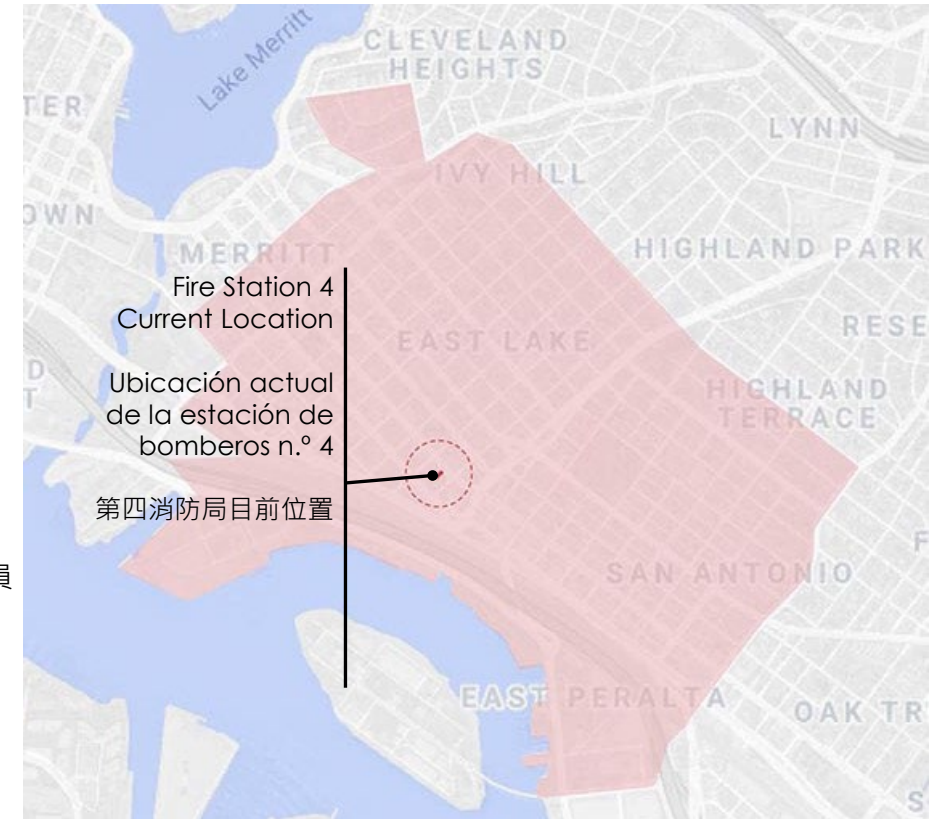 Lake Merritt
CLEVELAND
HEIGHTS
TER
LYNN
IVY HILL
OWN
MERRITT
HIGHLAND PARK
Fire Station 4
Current Location
RESE
EAST LAKE
D
T
Ubicación actual
de la estación de
bomberos n.º 4
HIGHLAND
TERRACE
第四消防局目前位置
F
SAN ANTONIO
員
EAST PERALTA
OAK TR
S